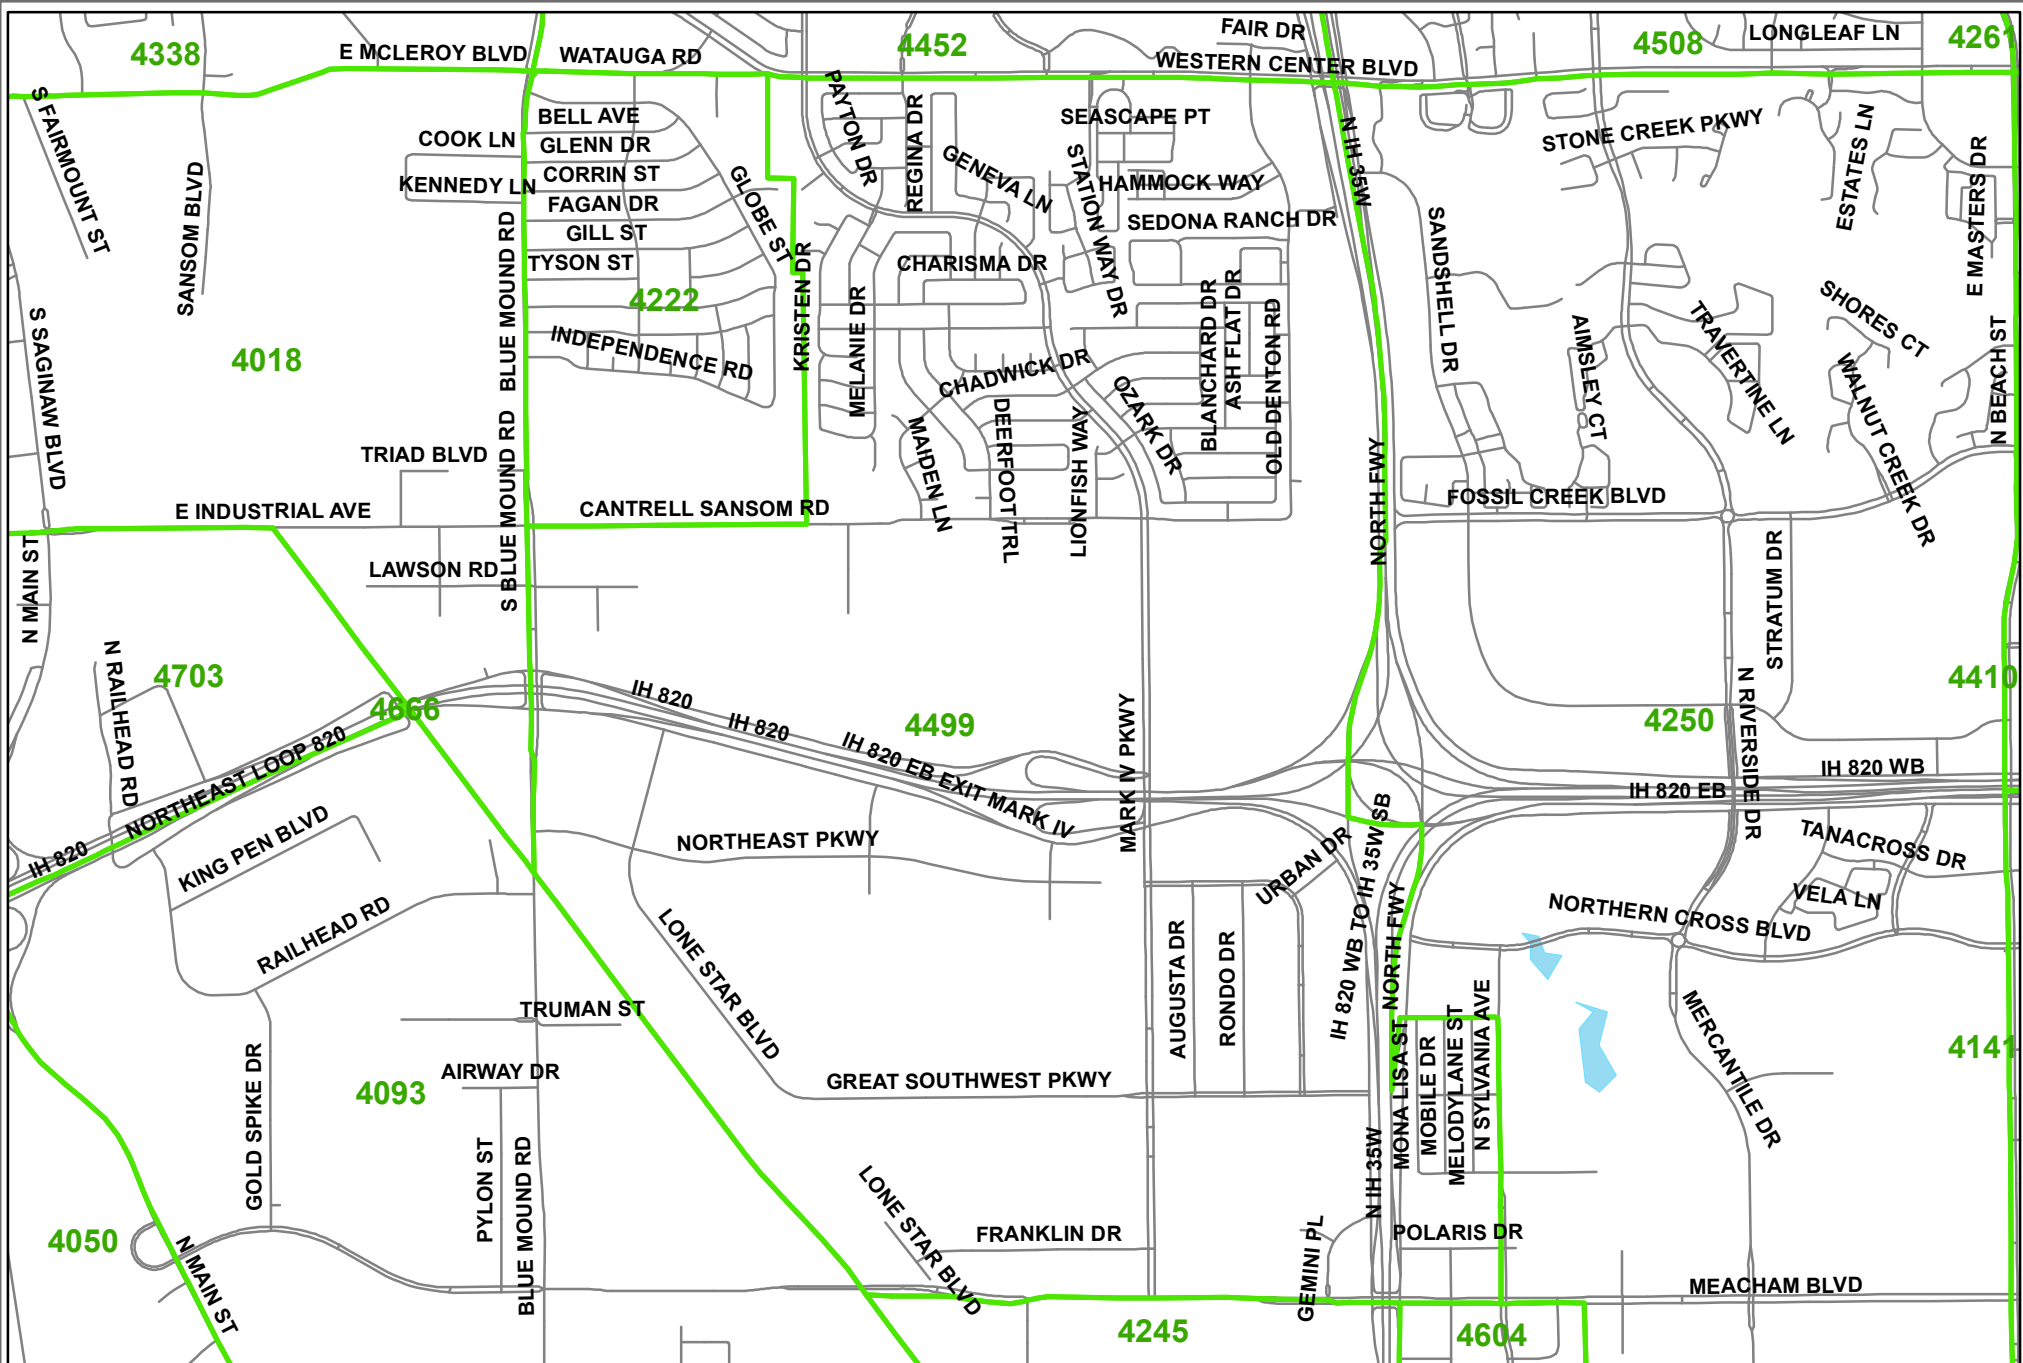 4338
E MCLEROY BLVD
WATAUGA RD
4452
FAIR DR
WESTERN CENTER BLVD
4508
LONGLEAF LN
4261
S FAIRMOUNT ST
SANSOM BLVD
COOK LN
KENNEDY LN
BELL AVE
GLENN DR
CORRIN ST
FAGAN DR
GILL ST
TYSON ST
4222
INDEPENDENCE RD
GLOBE ST
KRISTEN DR
PAYTON DR
REGINA DR
GENEVA LN
SEASCAPE PT
STATION WAY DR
HAMMOCK WAY
SEDONA RANCH DR
N IH 35W
STONE CREEK PKWY
ESTATES LN
E MASTERS DR
BLUE MOUND RD
CHARISMA DR
MELANIE DR
BLANCHARD DR
ASH FLAT DR
OLD DENTON RD
SANDSHELL DR
AIMSLEY CT
TRAVERTINE LN
SHORES CT
WALNUT CREEK DR
N BEACH ST
S SAGINAW BLVD
4018
CHADWICK DR
OZARK DR
MAIDEN LN
DEERFOOT TRL
LIONFISH WAY
NORTH FWY
TRIAD BLVD
E INDUSTRIAL AVE
S BLUE MOUND RD
CANTRELL SANSOM RD
FOSSIL CREEK BLVD
N MAIN ST
LAWSON RD
STRATUM DR
N RAILHEAD RD
4703
4666
IH 820
IH 820
IH 820 EB EXIT MARK IV
4499
MARK IV PKWY
4250
N RIVERSIDE DR
4410
IH 820 WB
IH 820 EB
IH 820
NORTHEAST LOOP 820
KING PEN BLVD
NORTHEAST PKWY
URBAN DR
IH 820 WB TO IH 35W SB
NORTH FWY
TANACROSS DR
VELA LN
NORTHERN CROSS BLVD
RAILHEAD RD
LONE STAR BLVD
AUGUSTA DR
RONDO DR
TRUMAN ST
MERCANTILE DR
4141
GOLD SPIKE DR
4093
AIRWAY DR
GREAT SOUTHWEST PKWY
MONA LISA ST
MOBILE DR
MELODYLANE ST
N SYLVANIA AVE
PYLON ST
BLUE MOUND RD
N IH 35W
4050
N MAIN ST
LONE STAR BLVD
FRANKLIN DR
GEMINI PL
POLARIS DR
MEACHAM BLVD
4245
4604